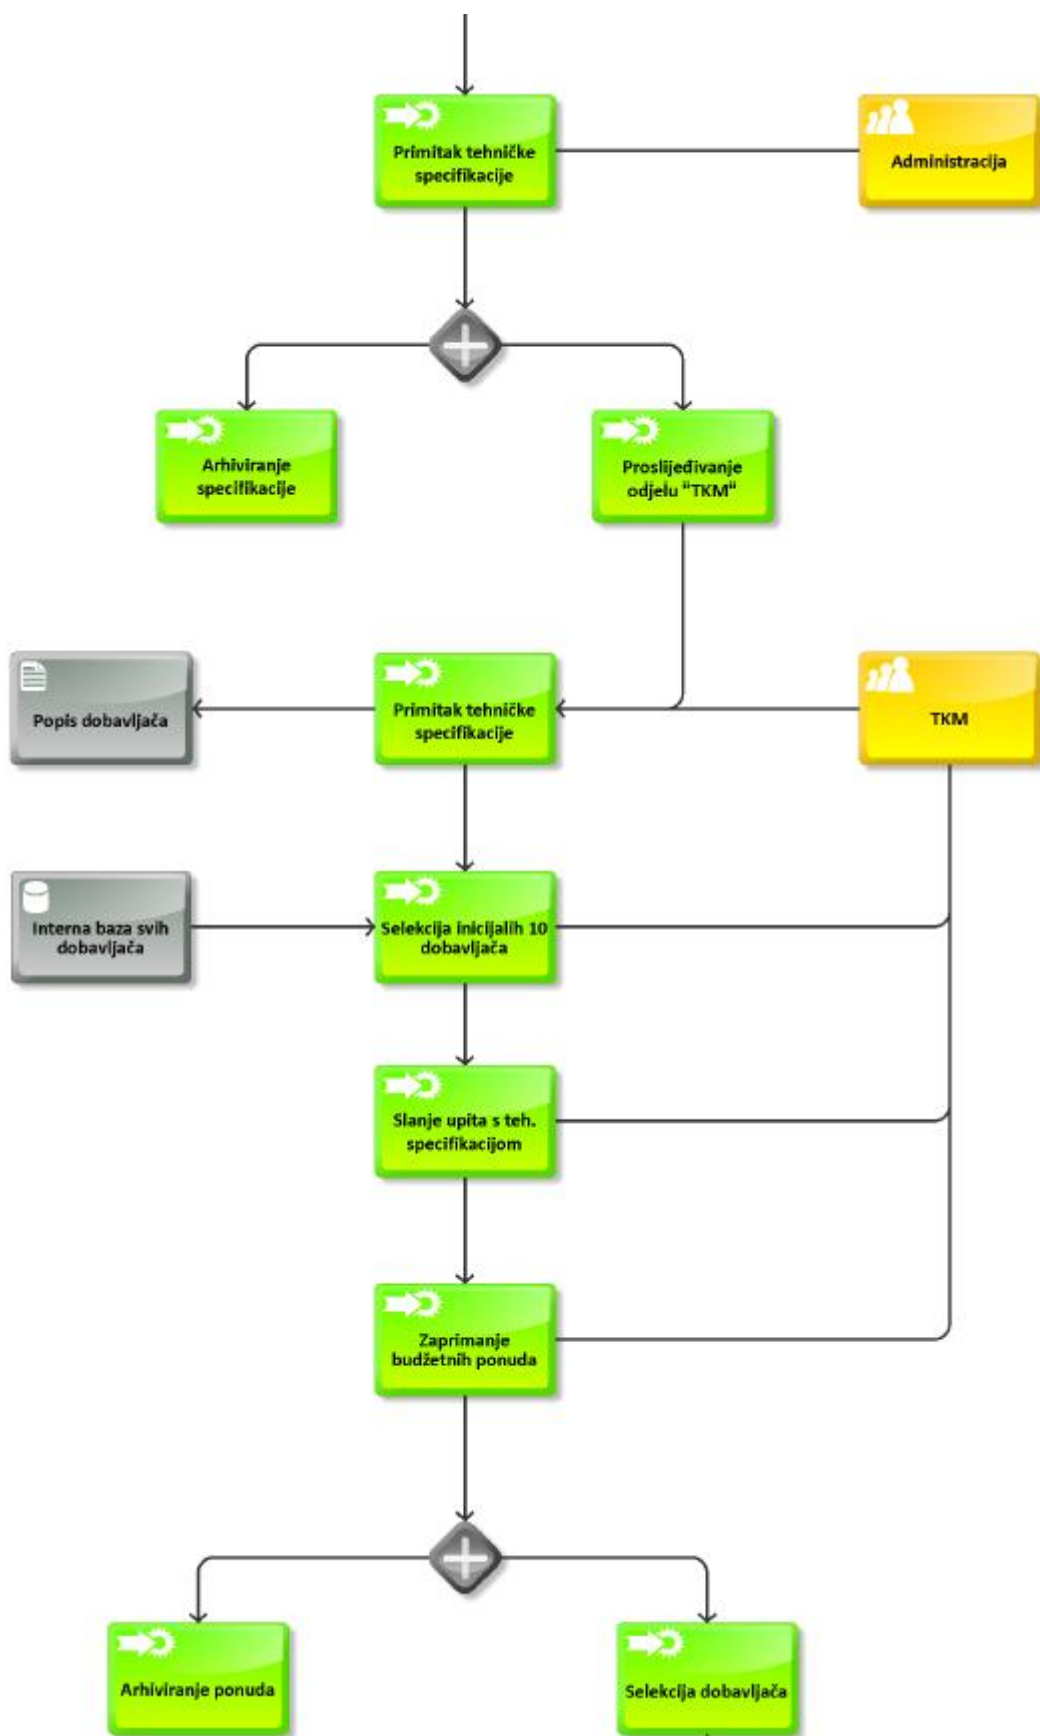 Primitak tehničke
specifikacije
Administracija
Arhiviranje
specifikacije
Proslijeđivanje
odjelu "TKM"
Popis dobavljača
Primitak tehničke
specifikacije
TKM
Interna baza svih
dobavljača
Selekcija inicijalih 10
dobavljača
Slanje upita s teh.
specifikacijom
Zaprimanje
budžetnih ponuda
Arhiviranje ponuda
Selekcija dobavljača